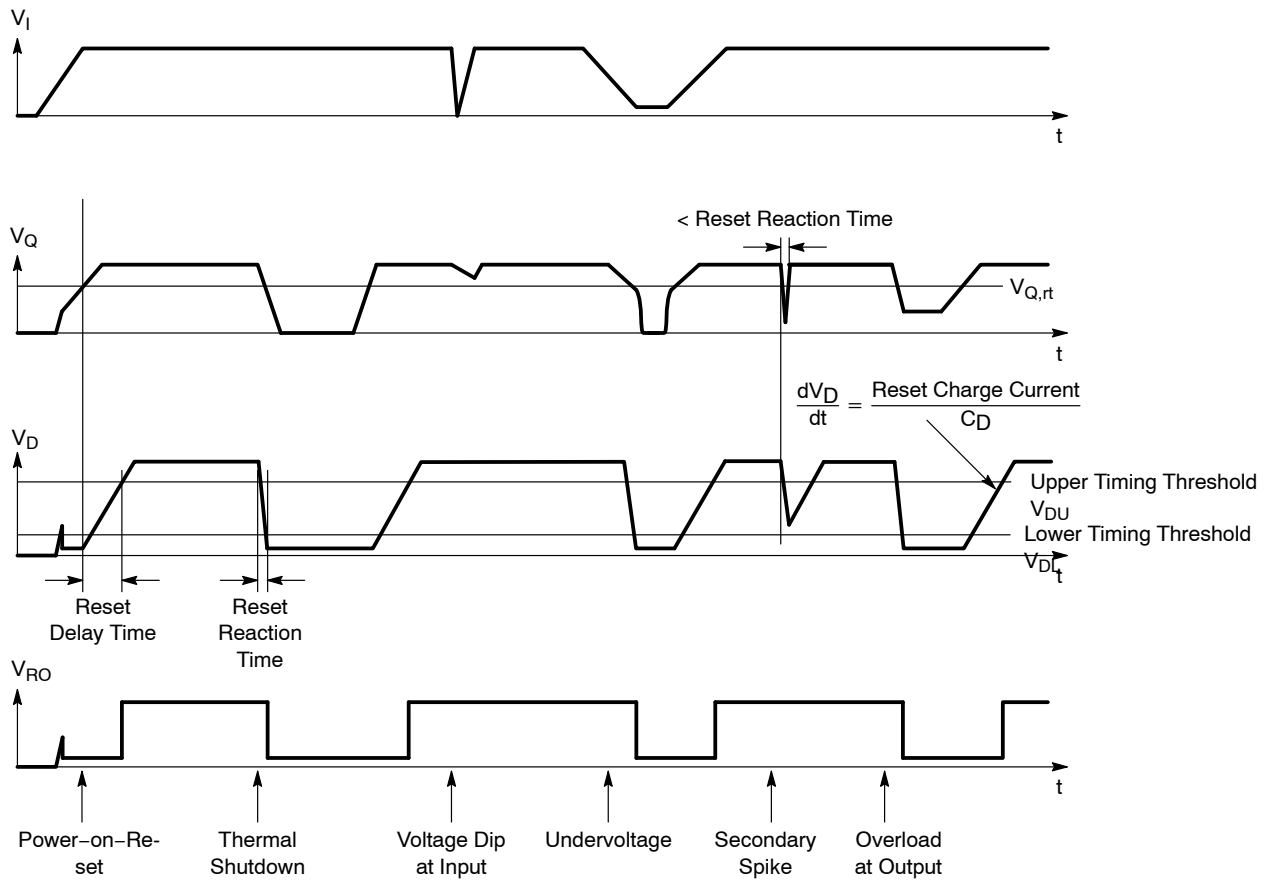 V_I
t
V_Q
< Reset Reaction Time
V_Q,rt
t
dV_D
dt
=
Reset Charge Current
C_D
V_D
Upper Timing Threshold
V_DU
Lower Timing Threshold
V_DL
t
Reset
Delay Time
Reset
Reaction
Time
V_RO
t
Power–on–Re-
set
Thermal
Shutdown
Voltage Dip
at Input
Undervoltage
Secondary
Spike
Overload
at Output